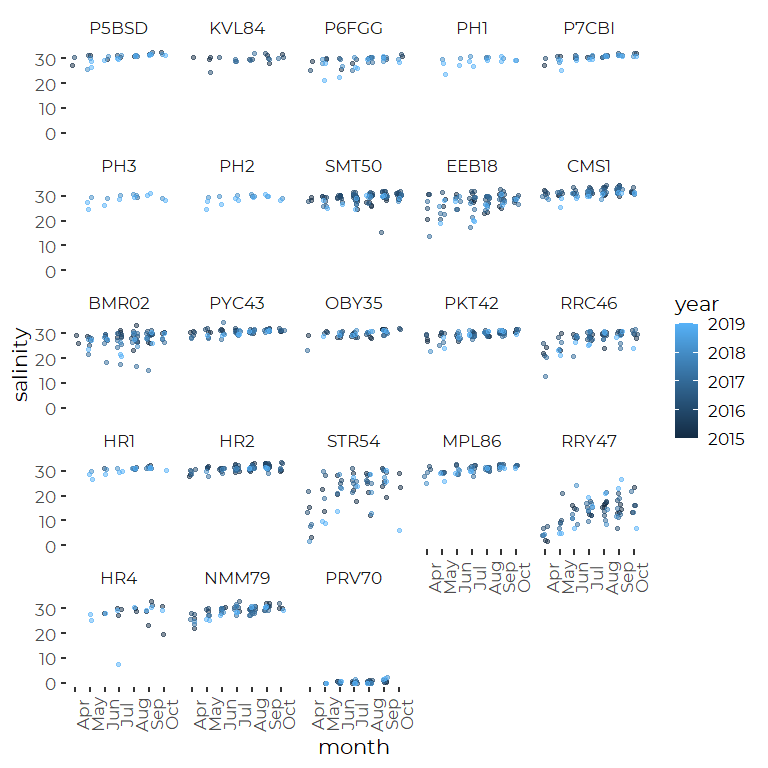 P5BSD KVL84 P6FGG PH1 P7CBI
30
20
10
0
PH3 PH2 SMT50 EEB18 CMS1
30
20
10
0
BMR02 PYC43 OBY35 PKT42 RRC46
30
20
10
0
salinity
year
2019
2018
2017
2016
2015
HR1 HR2 STR54 MPL86 RRY47
30
20
10
0
Apr May Jun Jul Aug Sep Oct Apr May Jun Jul Aug Sep Oct
HR4 NMM79 PRV70
30
20
10
0
Apr May Jun Jul Aug Sep Oct Apr May Jun Jul Aug Sep Oct Apr May Jun Jul Aug Sep Oct
month